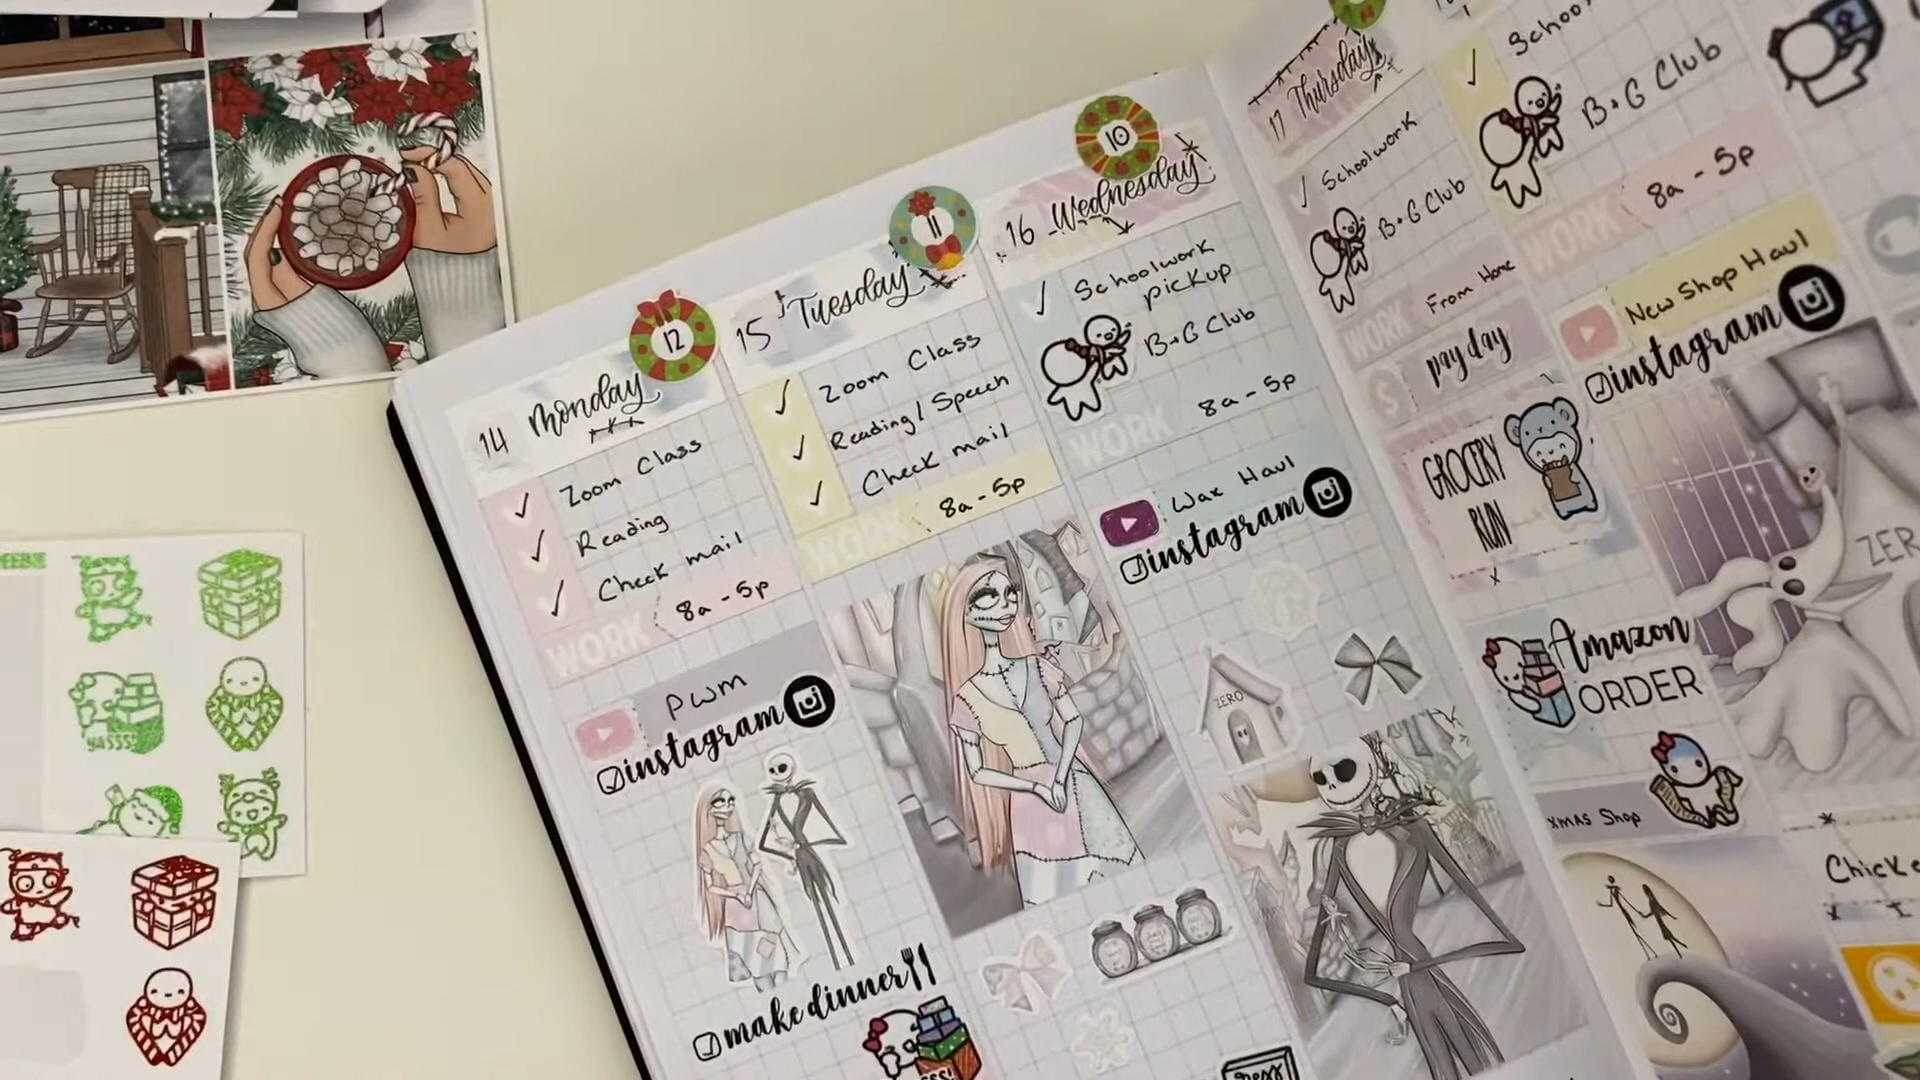 12
14 Monday
Zoom Class
Reading
Check mail
WORK 8a - 5p
PWM
instagram
make dinner
11
15 Tuesday
Zoom Class
Reading / Speech
Check mail
WORK 8a - 5p
10
16 Wednesday
Schoolwork
pickup
B+G Club
WORK 8a - 5p
Wax Haul
instagram
ZERO
17 Thursday
Schoolwork
B+G Club
WORK From Home
$ pay day
GROCERY
RUN
Amazon
ORDER
xmas Shop
B+G Club
WORK 8a - 5p
New Shop Haul
instagram
YASSS!